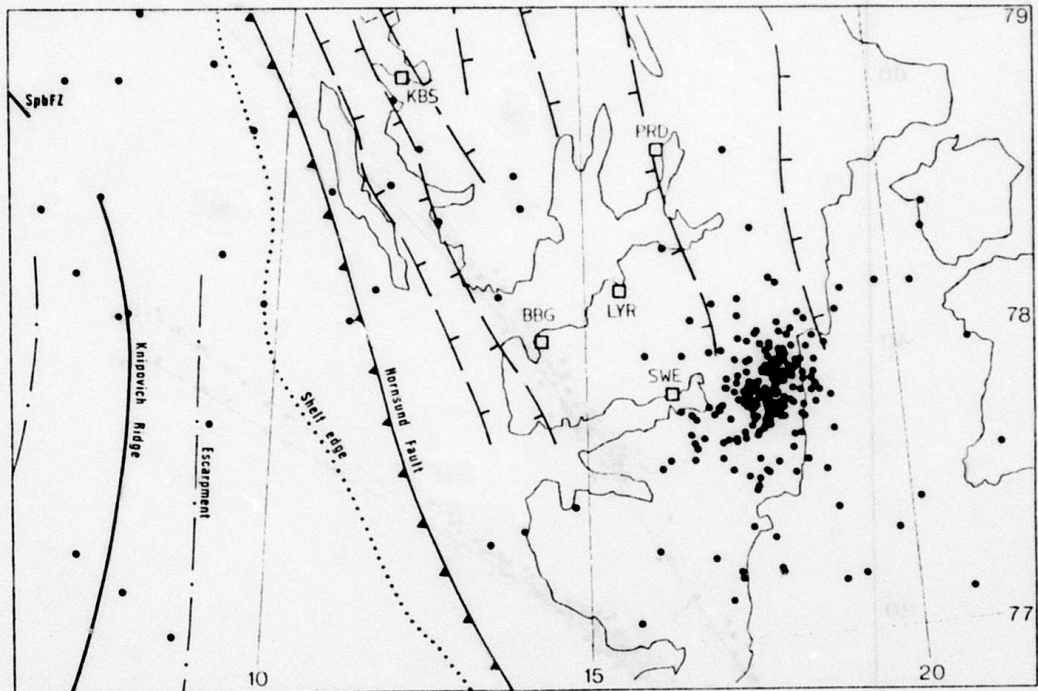 79
KBS
SpbFZ
PRD
78
LYR
BBG
SWE
Knipovich Ridge
Escarpment
Shelf edge
Hornsund Fault
77
10
15
20